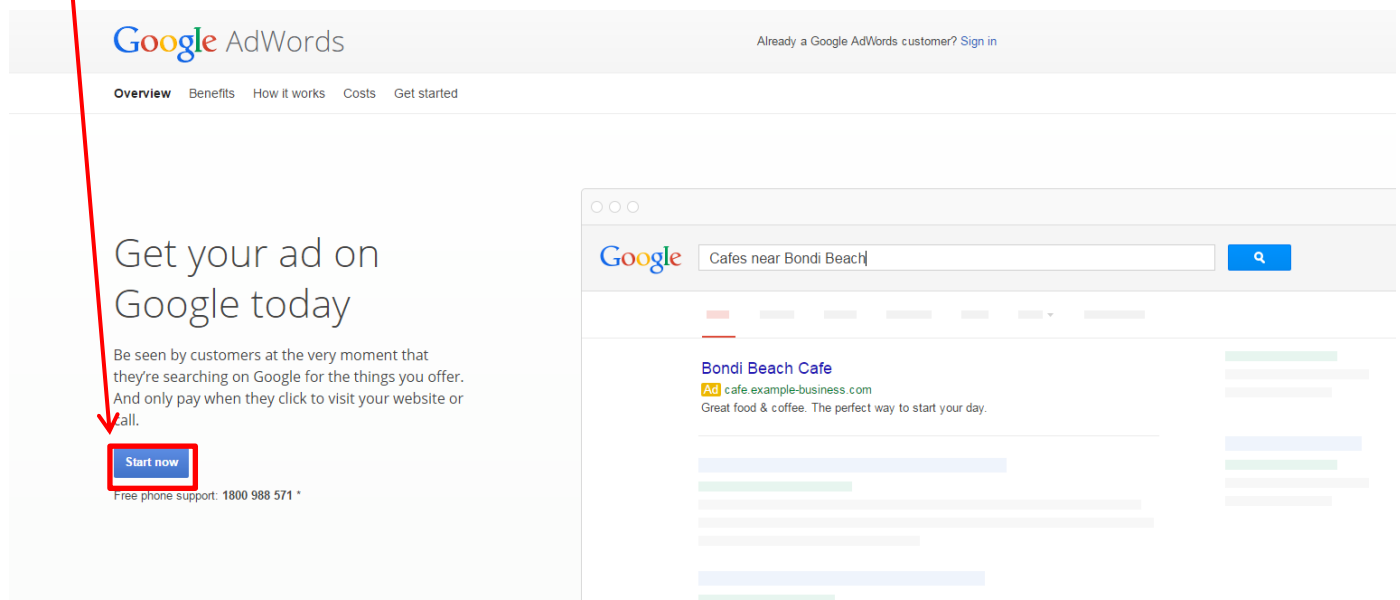 Google AdWords
Already a Google AdWords customer? Sign in
Overview Benefits How it works Costs Get started
Get your ad on
Google today
Be seen by customers at the very moment that
they're searching on Google for the things you offer.
And only pay when they click to visit your website or
call.
Start now
Free phone support: 1800 988 571 *
Google Cafes near Bondi Beach
Bondi Beach Cafe
Ad cafe.example-business.com
Great food & coffee. The perfect way to start your day.